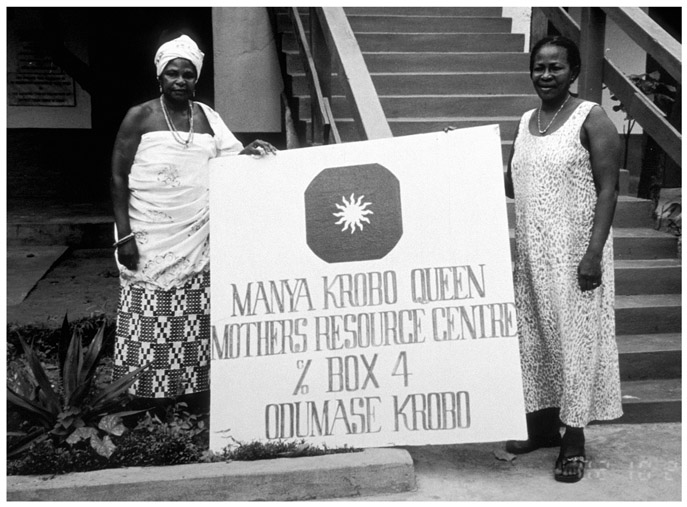 MANYA KROBO QUEEN
MOTHERS RESOURCE CENTRE
℅ BOX 4
ODUMASE KROBO